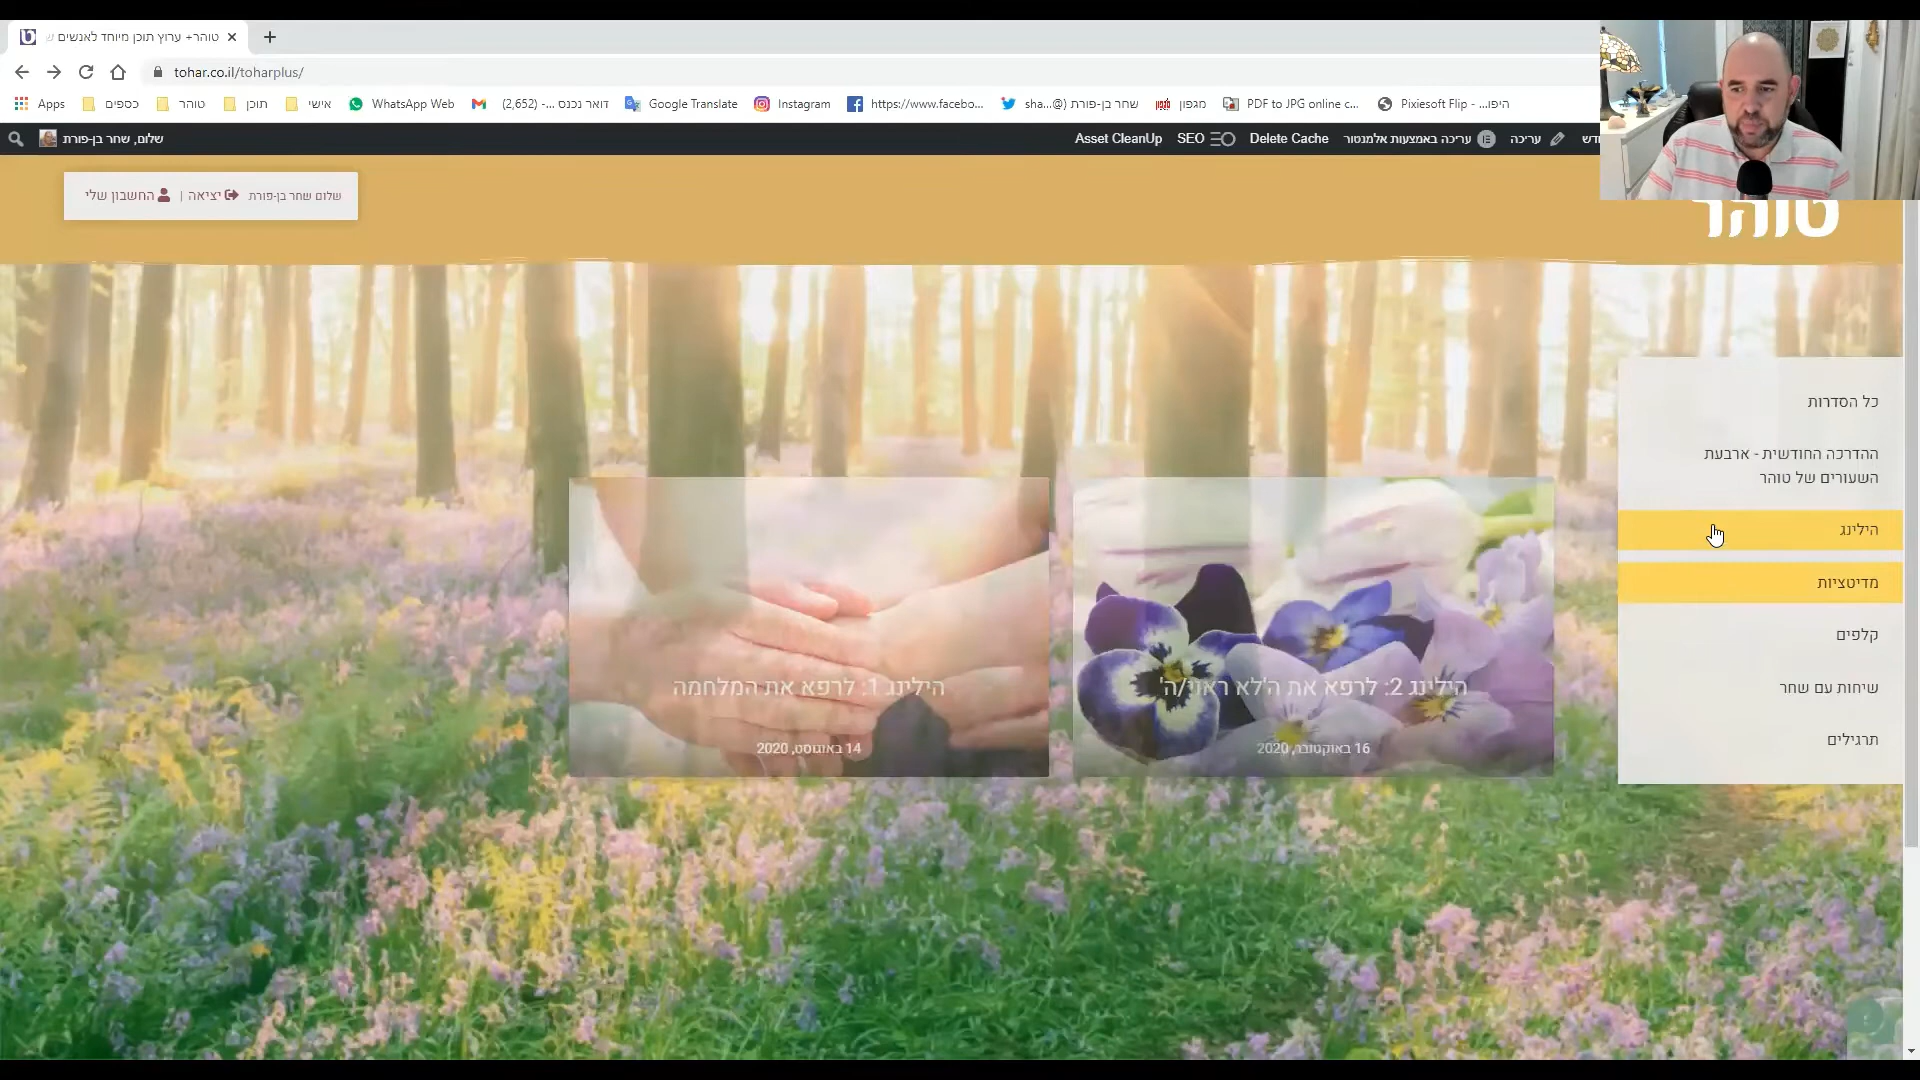 טוהר+ ערוץ תוכן מיוחד לאנשים ש
tohar.co.il/toharplus/
Apps
כספים
טוהר
תוכן
אישי
WhatsApp Web
דואר נכנס -... (2,652)
Google Translate
Instagram
https://www.facebo...
שחר בן-פורת (@...sha
מגפון
PDF to JPG online c...
Pixiesoft Flip - ...היפו
שלום, שחר בן-פורת
Asset CleanUp
SEO
Delete Cache
עריכה באמצעות אלמנטור
עריכה
דש
שלום שחר בן-פורת
יציאה |
החשבון שלי
טוהר
כל הסדרות
ההדרכה החודשית - ארבעת
השעורים של טוהר
הילינג
מדיטציות
קלפים
שיחות עם שחר
תרגילים
הילינג 2: לרפא את ה'לא ראוי/ה'
16 באוקטובר, 2020
הילינג 1: לרפא את המלחמה
14 באוגוסט, 2020